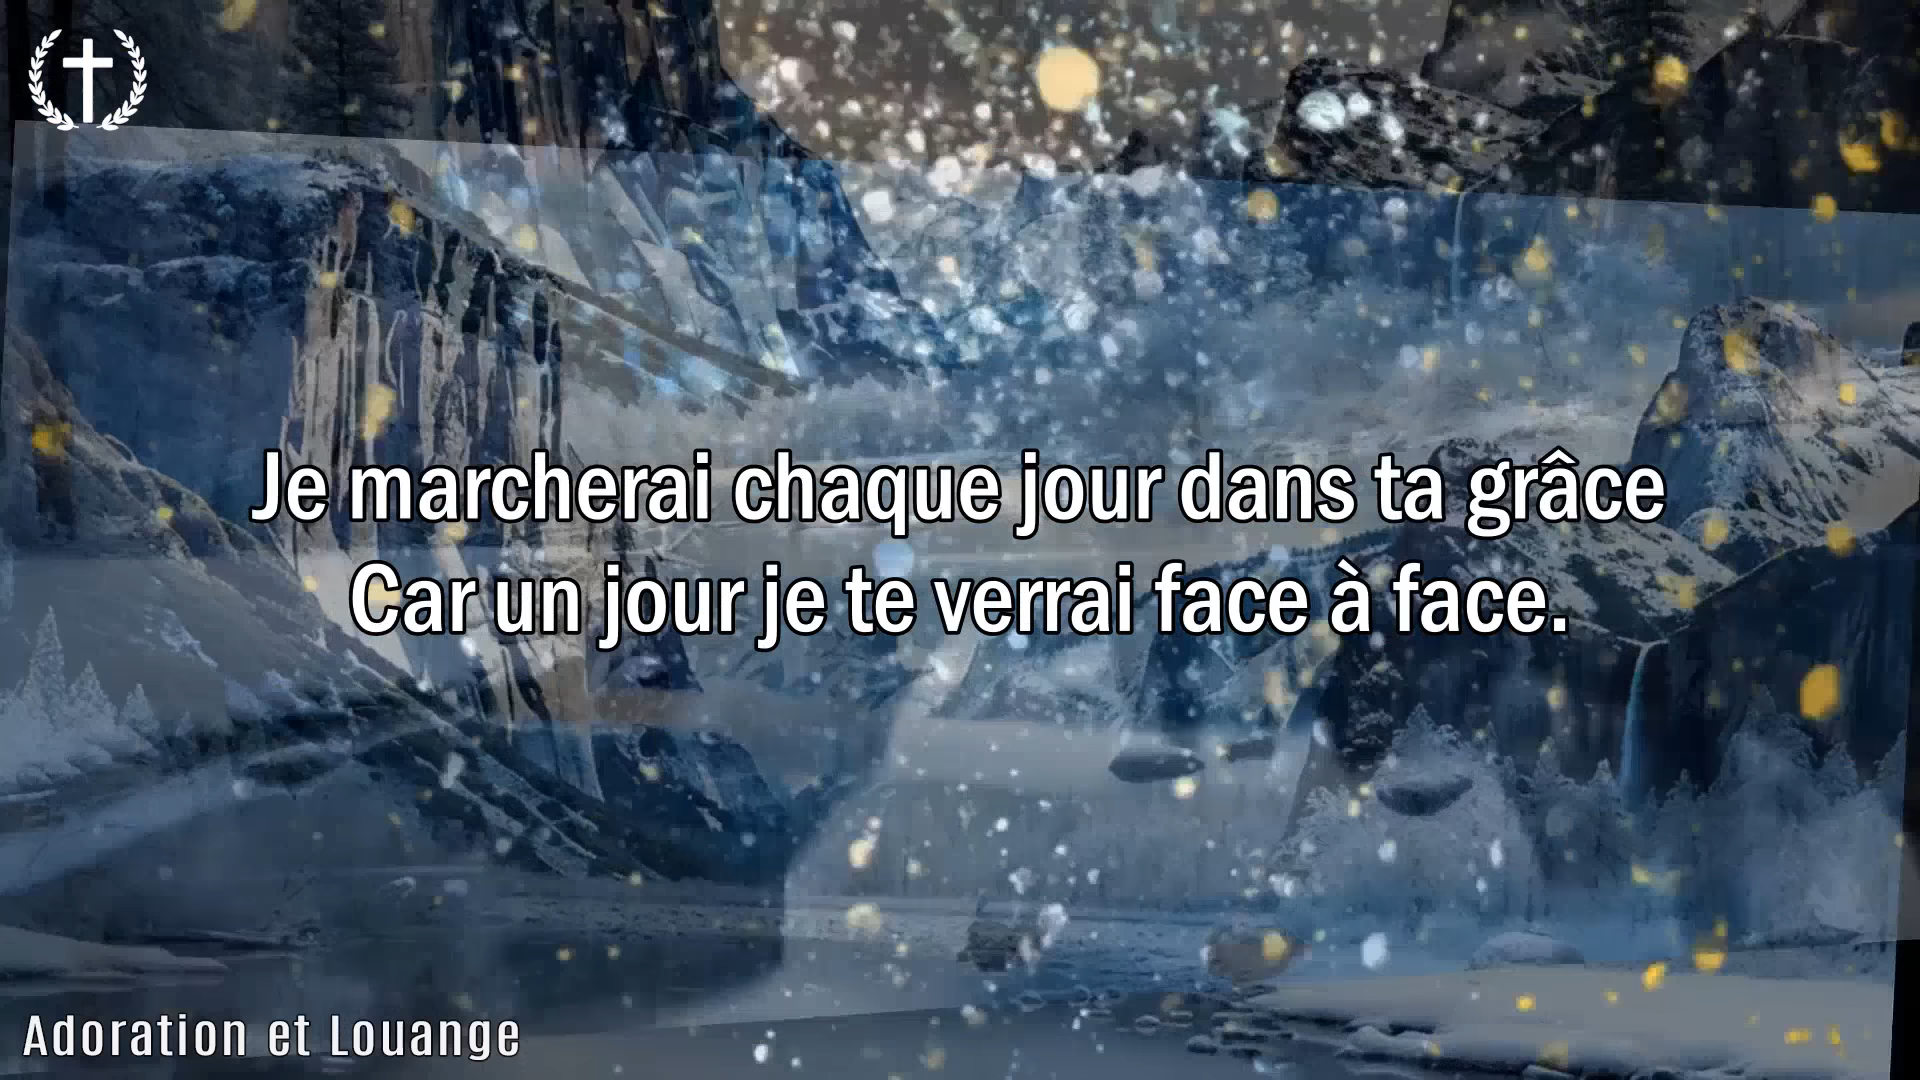 Je marcherai chaque jour dans ta grâce
Car un jour je te verrai face à face.
Adoration et Louange